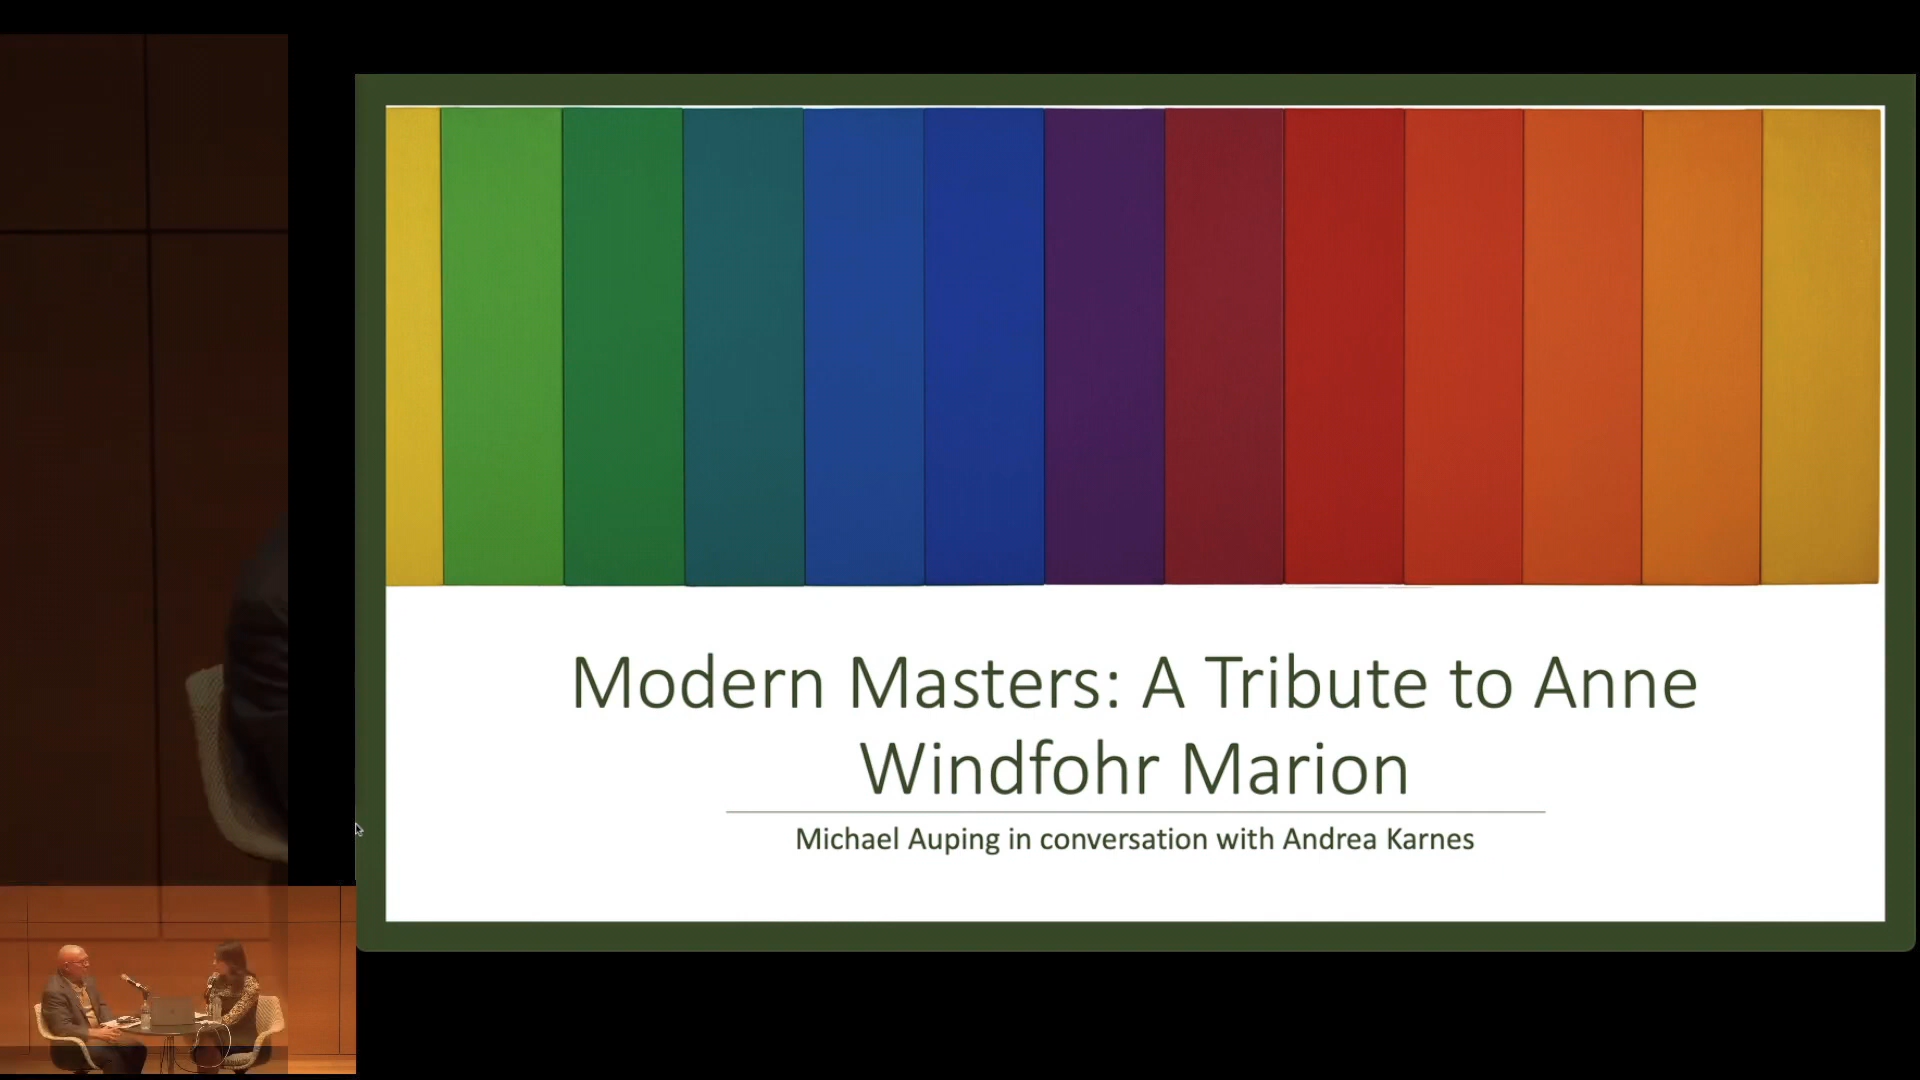 Modern Masters: A Tribute to Anne
Windfohr Marion
Michael Auping in conversation with Andrea Karnes